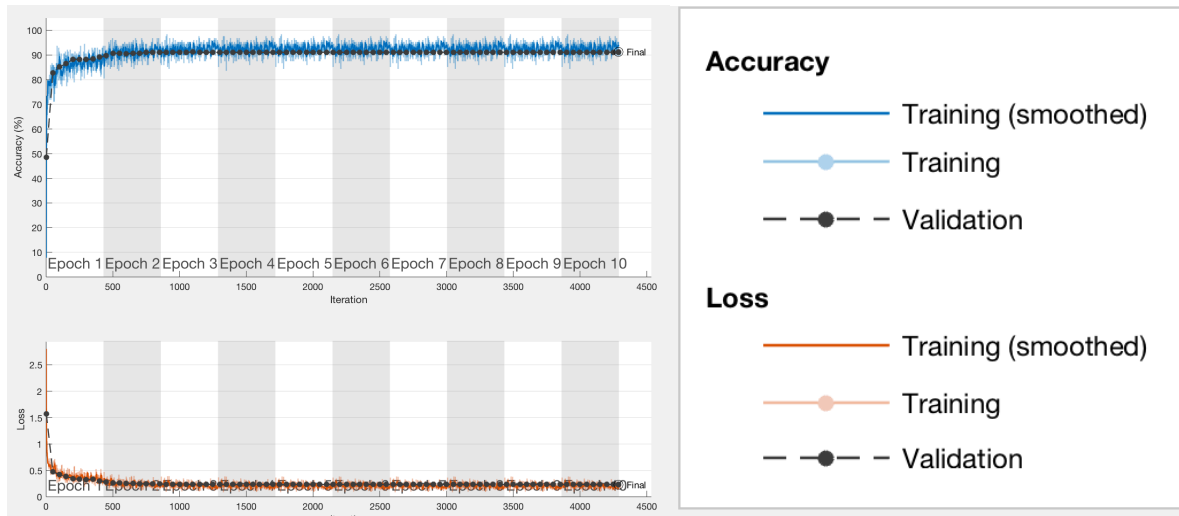 100
90
80
70
60
50
40
30
20
10
0
Accuracy (%)
Final
Epoch 1 Epoch 2 Epoch 3 Epoch 4 Epoch 5 Epoch 6 Epoch 7 Epoch 8 Epoch 9 Epoch 10
0 500 1000 1500 2000 2500 3000 3500 4000 4500
Iteration
2.5
2
1.5
1
0.5
0
Loss
Final
Epoch 1 Epoch 2
0 500 1000 1500 2000 2500 3000 3500 4000 4500
Accuracy
Training (smoothed)
Training
Validation
Loss
Training (smoothed)
Training
Validation